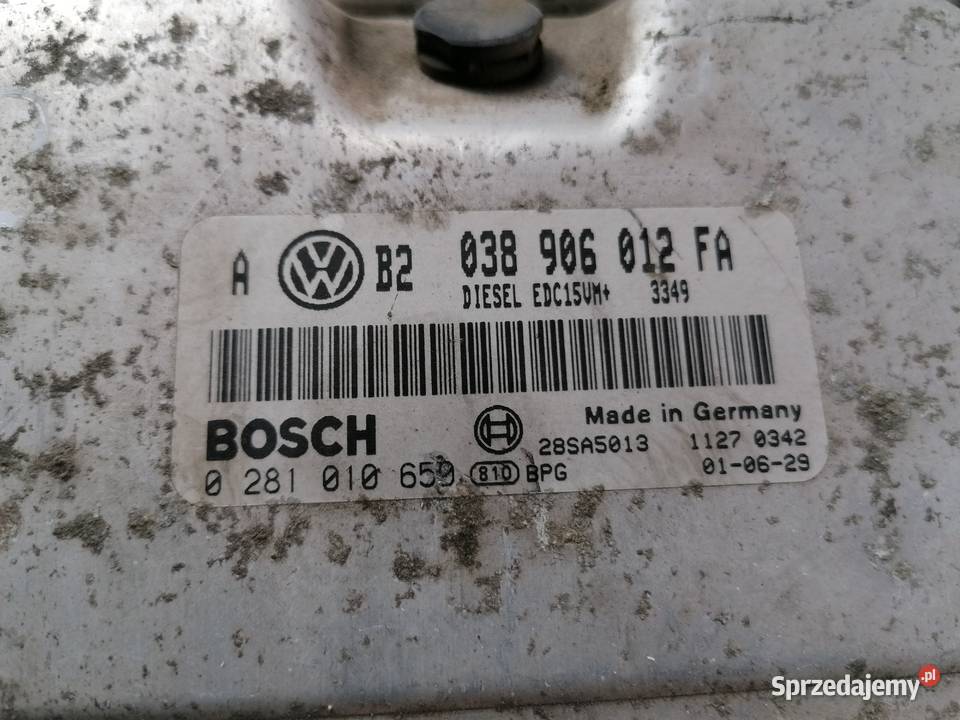 A VW B2 038 906 012 FA
DIESEL EDC15VM+ 3349
BOSCH
Made in Germany
28SA5013 1127 0342
0 281 010 659 810 BPG 01-06-29
Sprzedajemy.pl